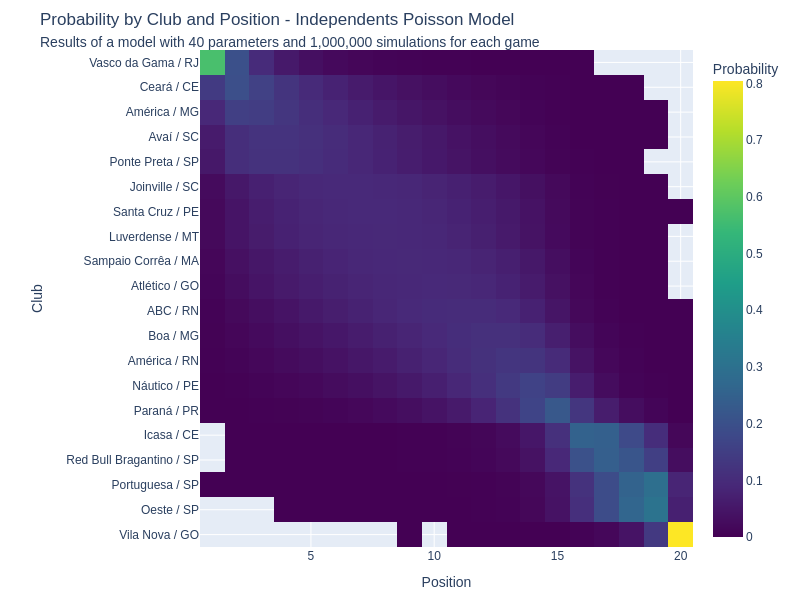 Probability by Club and Position - Independents Poisson Model
Results of a model with 40 parameters and 1,000,000 simulations for each game
Probability
Vasco da Gama / RJ
Ceará / CE
América / MG
Avaí / SC
Ponte Preta / SP
Joinville / SC
Santa Cruz / PE
Luverdense / MT
Sampaio Corrêa / MA
Atlético / GO
ABC / RN
Boa / MG
América / RN
Náutico / PE
Paraná / PR
Icasa / CE
Red Bull Bragantino / SP
Portuguesa / SP
Oeste / SP
Vila Nova / GO
Club
5
10
15
20
Position
0.8
0.7
0.6
0.5
0.4
0.3
0.2
0.1
0